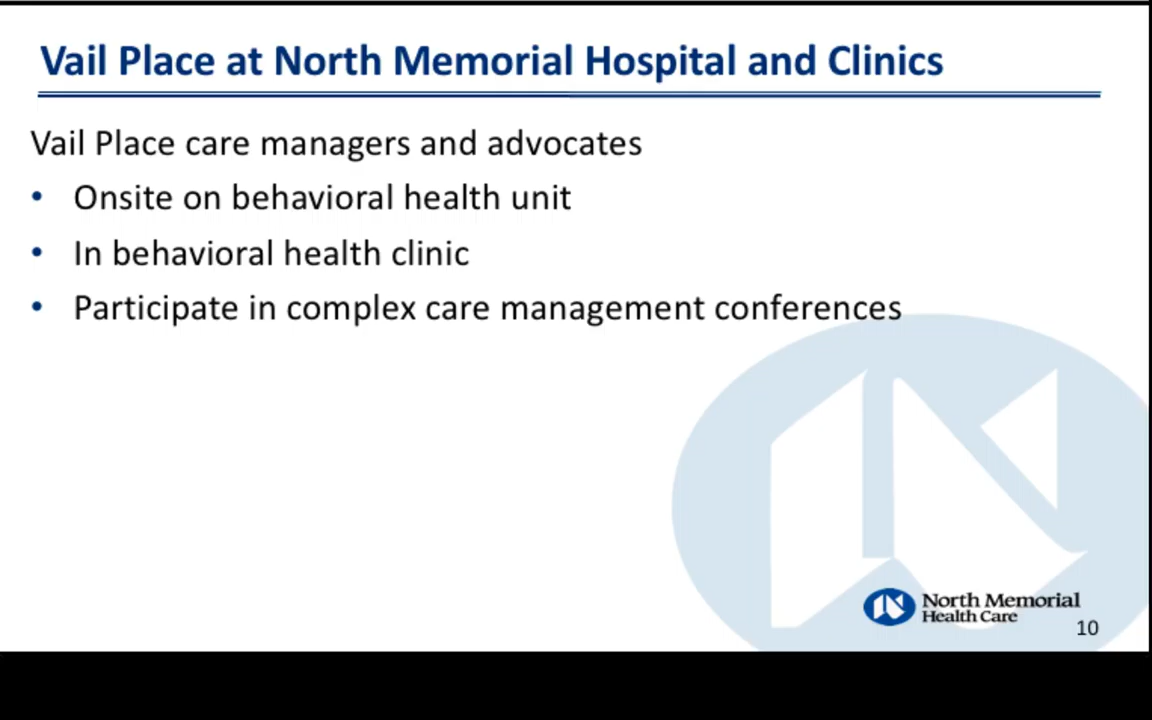 Vail Place at North Memorial Hospital and Clinics
Vail Place care managers and advocates
• Onsite on behavioral health unit
• In behavioral health clinic
• Participate in complex care management conferences
North Memorial
Health Care
10